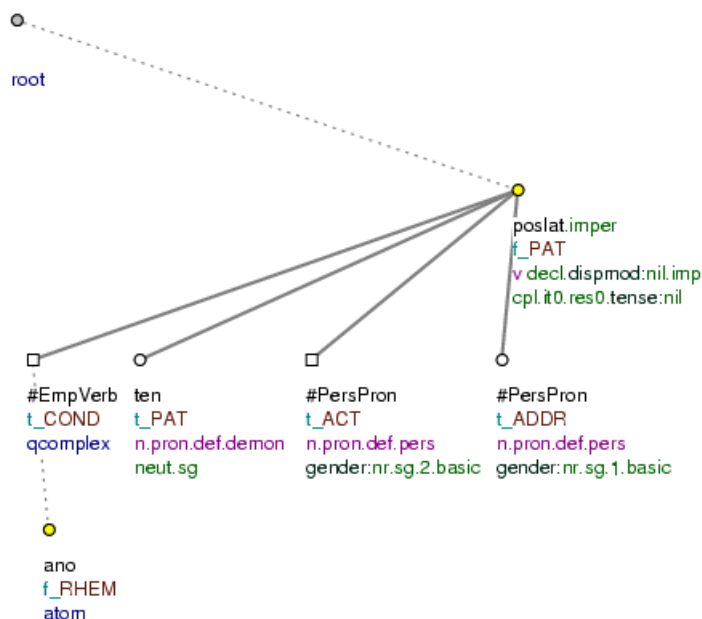 root
poslat.imper
f_PAT
v decl.dispmod:nil.imp
cpl.it0.res0.tense:nil
#EmpVerb ten #PersPron #PersPron
t_COND t_PAT t_ACT t_ADDR
qcomplex n.pron.def.demon n.pron.def.pers n.pron.def.pers
neut.sg gender:nr.sg.2.basic gender:nr.sg.1.basic
ano
f_RHEM
atom